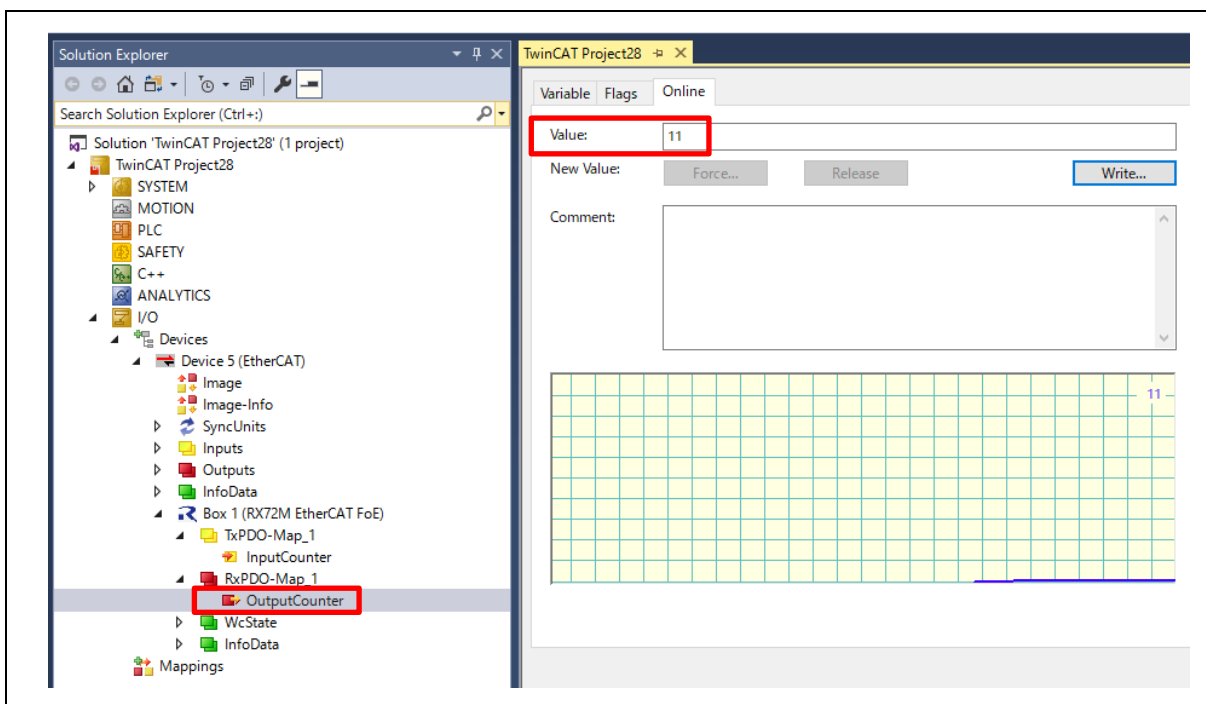 Solution Explorer
Search Solution Explorer (Ctrl+:)
Solution 'TwinCAT Project28' (1 project)
TwinCAT Project28
SYSTEM
MOTION
PLC
SAFETY
C++
ANALYTICS
I/O
Devices
Device 5 (EtherCAT)
Image
Image-Info
SyncUnits
Inputs
Outputs
InfoData
Box 1 (RX72M EtherCAT FoE)
TxPDO-Map_1
InputCounter
RxPDO-Map_1
OutputCounter
WcState
InfoData
Mappings
TwinCAT Project28
Variable Flags Online
Value: 11
New Value: Force... Release Write...
Comment:
11